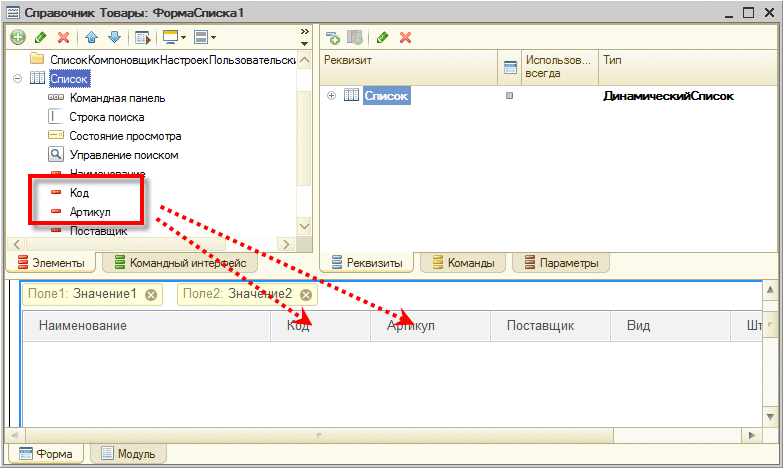 Справочник Товары: ФормаСписка1
СписокКомпоновщикНастроекПользовательски
Список
Командная панель
Строка поиска
Состояние просмотра
Управление поиском
Наименование
Код
Артикул
Поставщик
Элементы
Командный интерфейс
Реквизит
Использов... всегда
Тип
Список
ДинамическийСписок
Реквизиты
Команды
Параметры
Поле1: Значение1
Поле2: Значение2
Наименование
Код
Артикул
Поставщик
Вид
Шт
Форма
Модуль